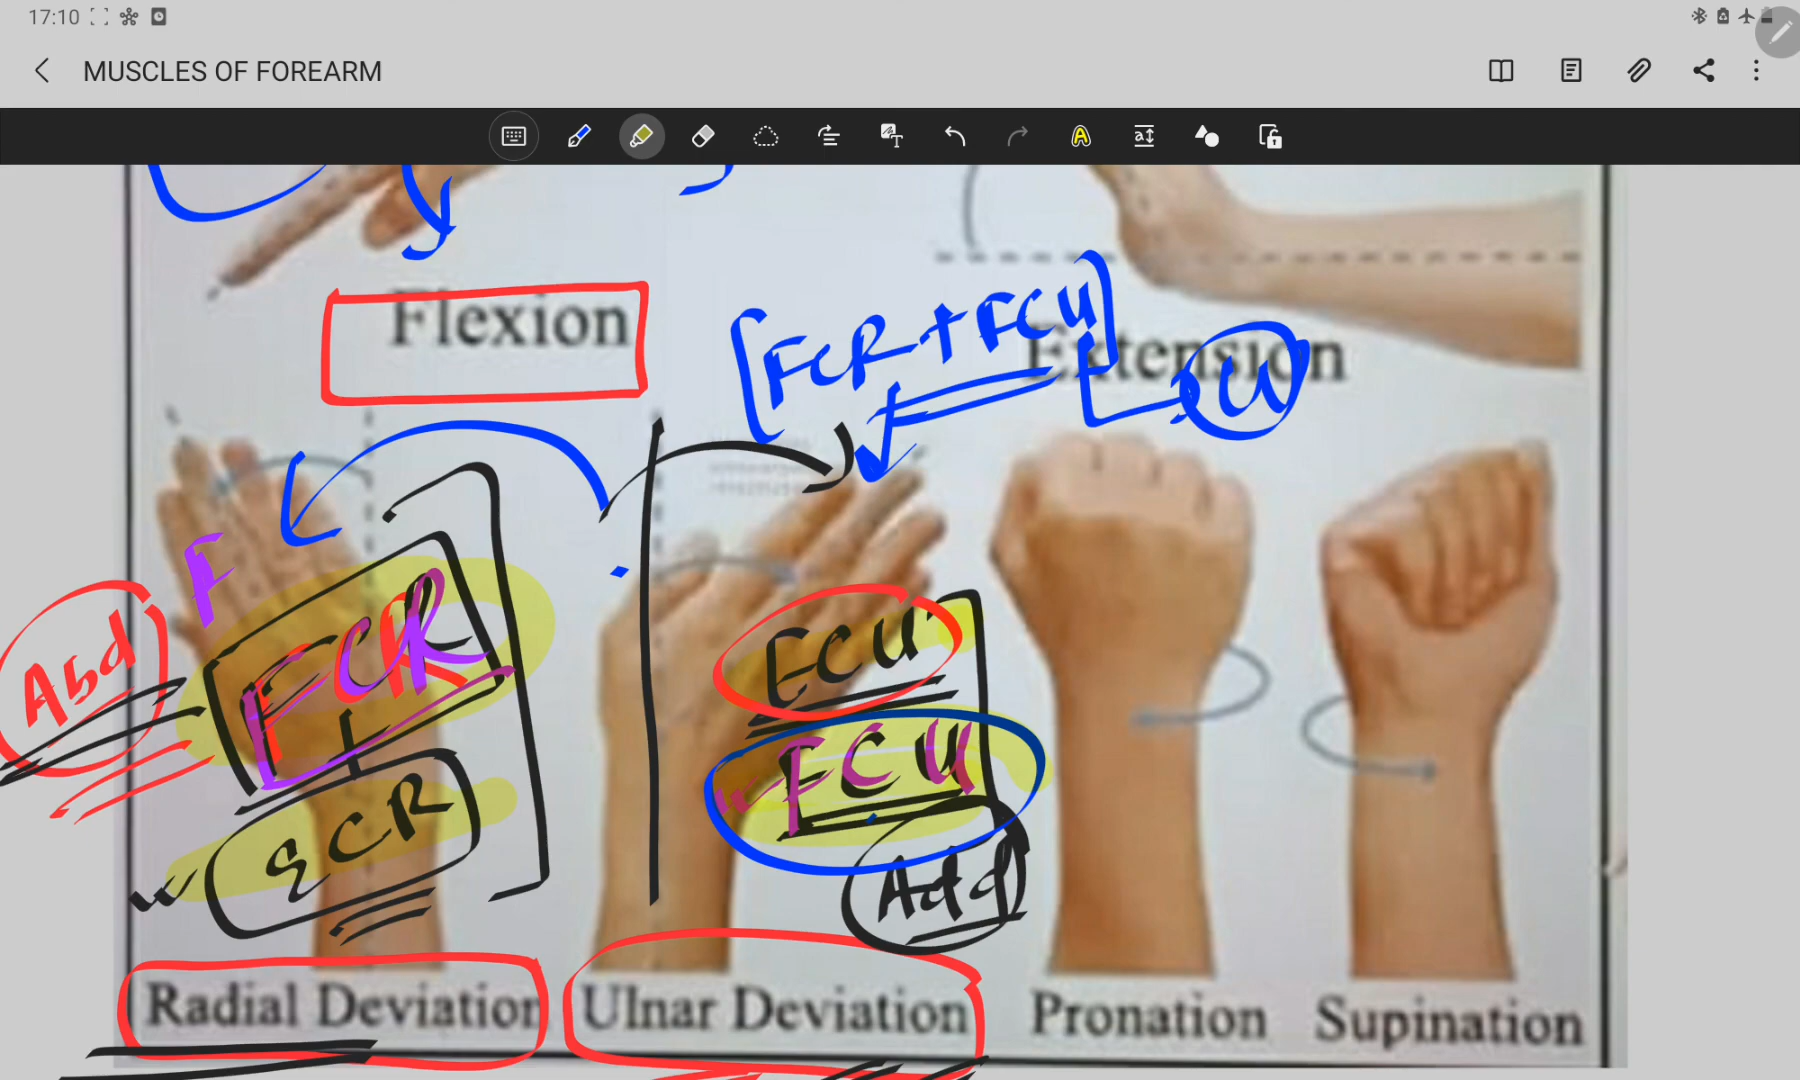 17:10
MUSCLES OF FOREARM
Flexion
[FCR+FCU]
Extension
U
F
Abd
FCR
+
ECR
ECU
FCU
Add
Radial Deviation
Ulnar Deviation
Pronation
Supination